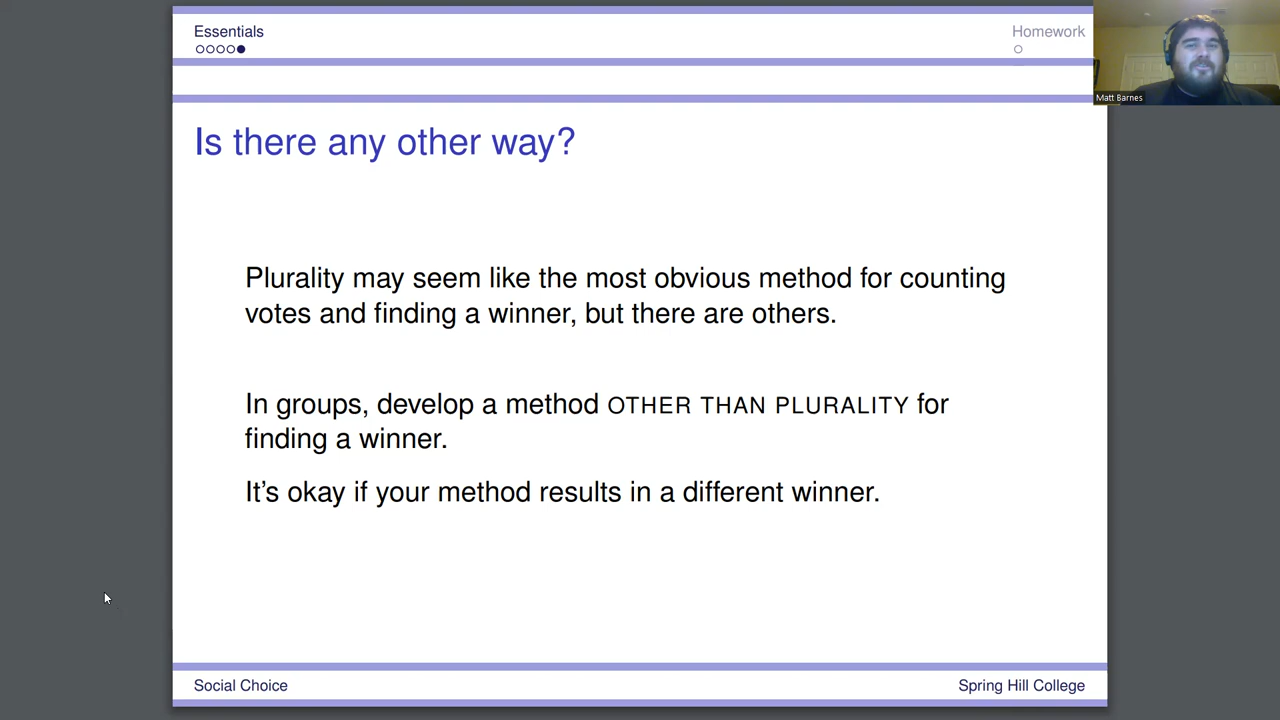 Essentials
Homework
Matt Barnes
Is there any other way?
Plurality may seem like the most obvious method for counting
votes and finding a winner, but there are others.
In groups, develop a method OTHER THAN PLURALITY for
finding a winner.
It's okay if your method results in a different winner.
Social Choice
Spring Hill College